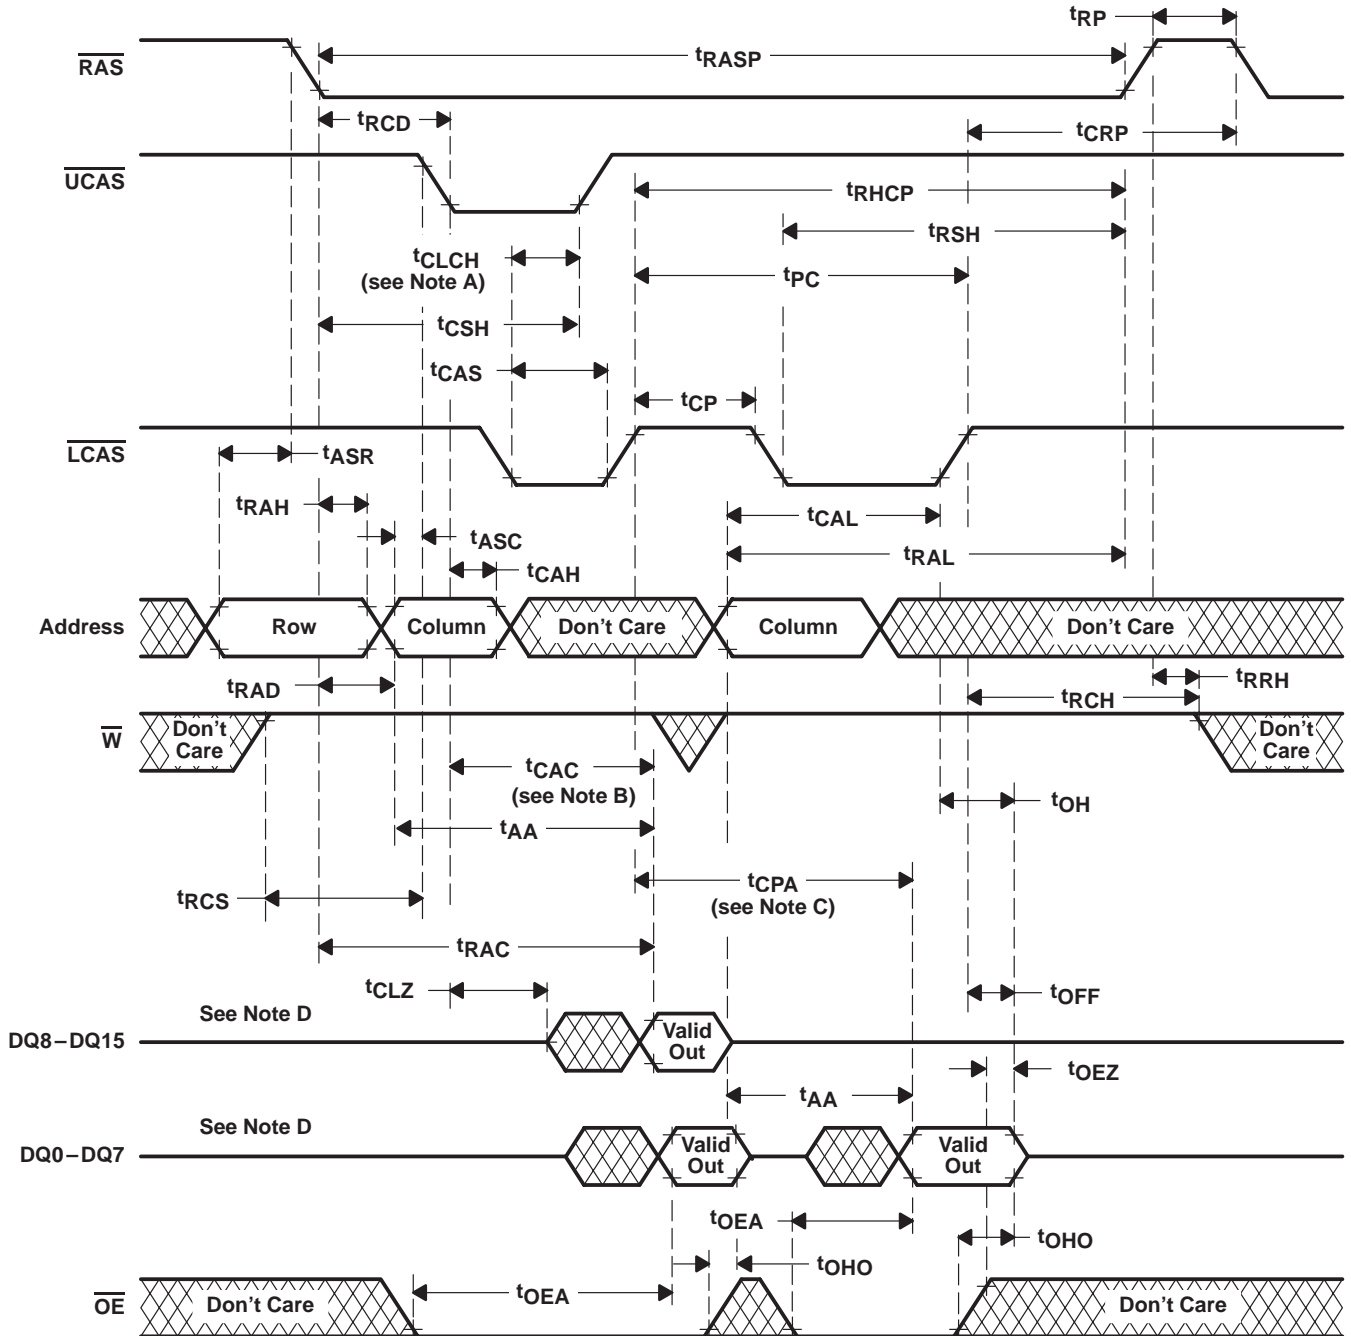 tRP
RAS
tRASP
tRCD
tCRP
UCAS
tRHCP
tRSH
tCLCH
(see Note A)
tPC
tCSH
tCAS
tCP
LCAS
tASR
tRAH
tCAL
tASC
tRAL
tCAH
Address
Row
Column
Don't Care
Column
Don't Care
tRAD
tRRH
tRCH
W
Don't
Care
Don't
Care
tCAC
(see Note B)
tOH
tAA
tCPA
(see Note C)
tRCS
tRAC
tCLZ
tOFF
See Note D
DQ8–DQ15
Valid
Out
tOEZ
tAA
See Note D
DQ0–DQ7
Valid
Out
Valid
Out
tOEA
tOHO
tOHO
tOEA
OE
Don't Care
Don't Care